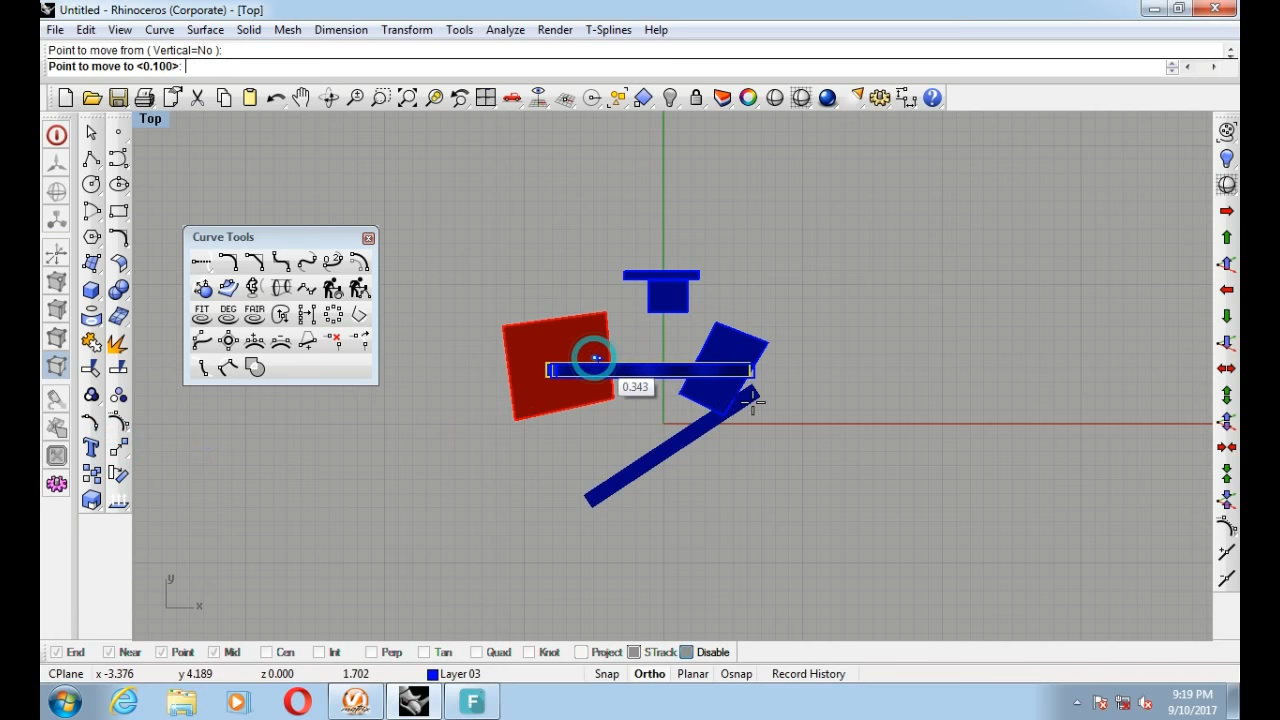 Untitled - Rhinoceros (Corporate) - [Top]
File Edit View Curve Surface Solid Mesh Dimension Transform Tools Analyze Render T-Splines Help
Point to move from ( Vertical=No ):
Point to move to <0.100>:
Top
Curve Tools
FIT DEG FAIR
0.343
y
x
End Near Point Mid Cen Int Perp Tan Quad Knot Project STrack Disable
CPlane x -3.376 y 4.189 z 0.000 1.702 Layer 03 Snap Ortho Planar Osnap Record History
9:19 PM
9/10/2017